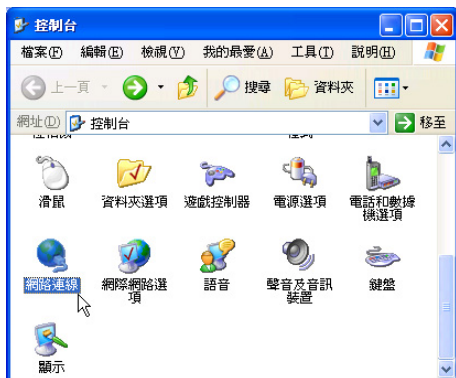 控制台
檔案(F) 編輯(E) 檢視(V) 我的最愛(A) 工具(T) 說明(H)
上一頁 搜尋 資料夾
網址(D) 控制台 移至
滑鼠 資料夾選項 遊戲控制器 電源選項 電話和數據
機選項
網路連線 網際網路選 語音 聲音及音訊 鍵盤
項 裝置
顯示